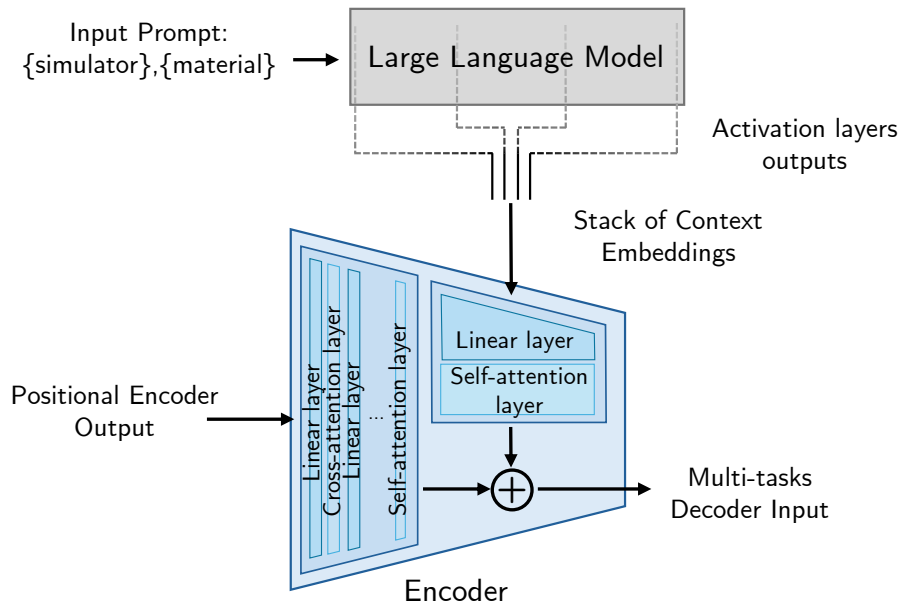 Input Prompt:
{simulator},{material}
Large Language Model
Activation layers
outputs
Stack of Context
Embeddings
Linear layer
Self-attention
layer
Positional Encoder
Output
Linear layer
Cross-attention layer
Linear layer
...
Self-attention layer
Multi-tasks
Decoder Input
Encoder